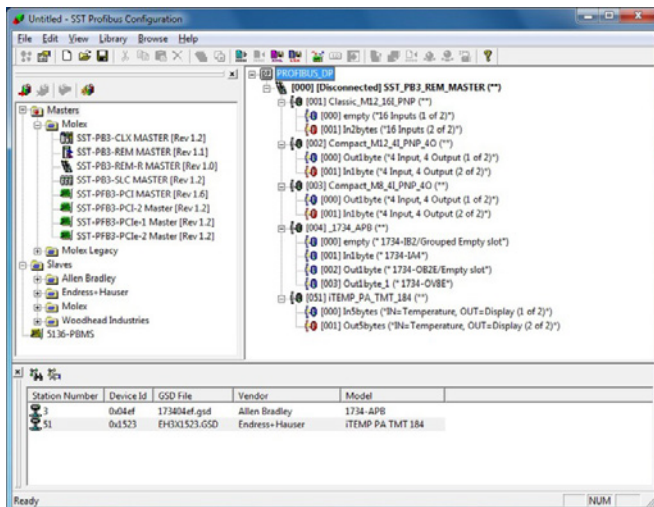 Untitled - SST Profibus Configuration
File Edit View Library Browse Help
Masters
Molex
SST-PB3-CLX MASTER [Rev 1.2]
SST-PB3-REM MASTER [Rev 1.1]
SST-PB3-REM-R MASTER [Rev 1.0]
SST-PB3-SLC MASTER [Rev 1.2]
SST-PFB3-PCI MASTER [Rev 1.6]
SST-PFB3-PCI-2 Master [Rev 1.2]
SST-PFB3-PCIe-1 Master [Rev 1.2]
SST-PFB3-PCIe-2 Master [Rev 1.2]
Molex Legacy
Slaves
Allen Bradley
Endress+Hauser
Molex
Woodhead Industries
5136-PBMS
PROFIBUS_DP
[000] [Disconnected] SST_PB3_REM_MASTER ("")
[001] Classic_M12_16I_PNP ("")
[000] empty ("16 Inputs (1 of 2)")
[001] In2bytes ("16 Inputs (2 of 2)")
[002] Compact_M12_4I_PNP_4O ("")
[000] Out1byte ("4 Input, 4 Output (1 of 2)")
[001] In1byte ("4 Input, 4 Output (2 of 2)")
[003] Compact_M8_4I_PNP_4O ("")
[000] Out1byte ("4 Input, 4 Output (1 of 2)")
[001] In1byte ("4 Input, 4 Output (2 of 2)")
[004] _1734_APB ("")
[000] empty (" 1734-IB2/Grouped Empty slot")
[001] In1byte (" 1734-IA4")
[002] Out1byte (" 1734-OB2E/Empty slot")
[003] Out1byte_1 (" 1734-OV8E")
[051] iTEMP_PA_TMT_184 ("")
[000] In5bytes ("IN=Temperature, OUT=Display (1 of 2)")
[001] Out5bytes ("IN=Temperature, OUT=Display (2 of 2)")
Station Number Device Id GSD File Vendor Model
3 0x04ef 173404ef.gsd Allen Bradley 1734-APB
51 0x1523 EH3X1523.GSD Endress+Hauser iTEMP PA TMT 184
Ready NUM